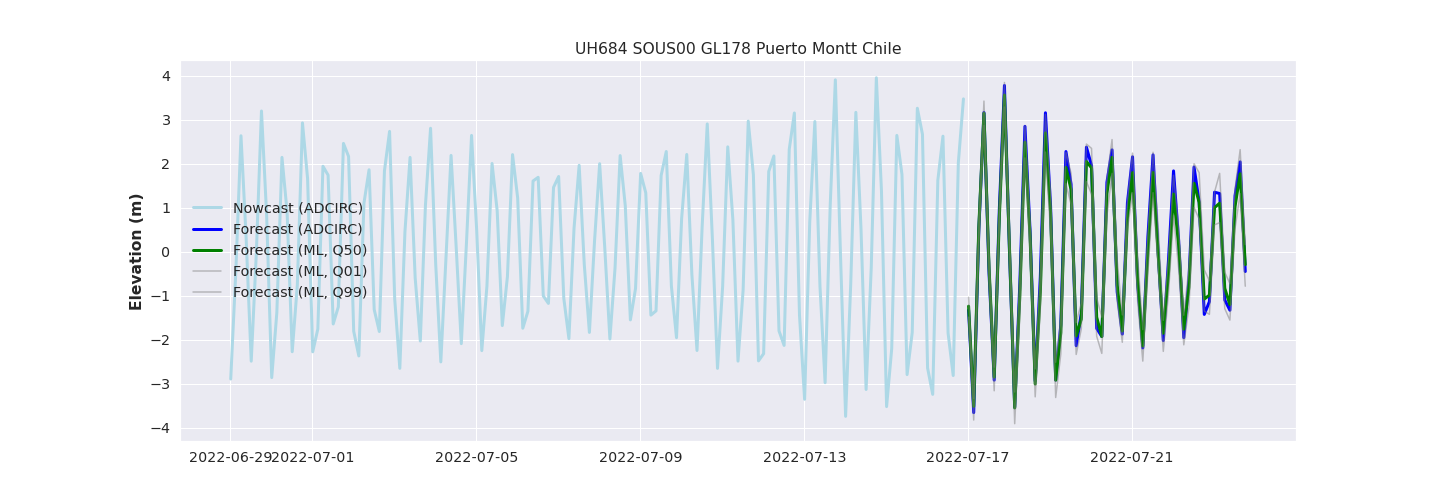 UH684 SOUS00 GL178 Puerto Montt Chile
Elevation (m)
4
3
2
1
0
−1
−2
−3
−4
Nowcast (ADCIRC)
Forecast (ADCIRC)
Forecast (ML, Q50)
Forecast (ML, Q01)
Forecast (ML, Q99)
2022-06-29 2022-07-01 2022-07-05 2022-07-09 2022-07-13 2022-07-17 2022-07-21